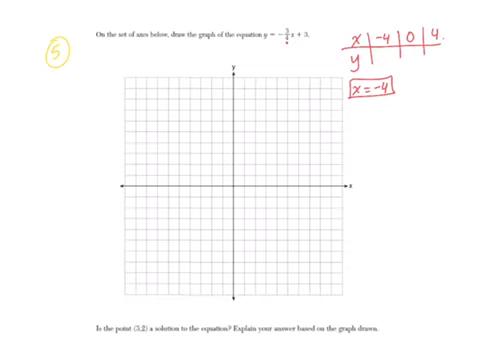 5
On the set of axes below, draw the graph of the equation y = -3/4 x + 3.
x | -4 | 0 | 4.
y
x = -4
y
x
Is the point (3,2) a solution to the equation? Explain your answer based on the graph drawn.